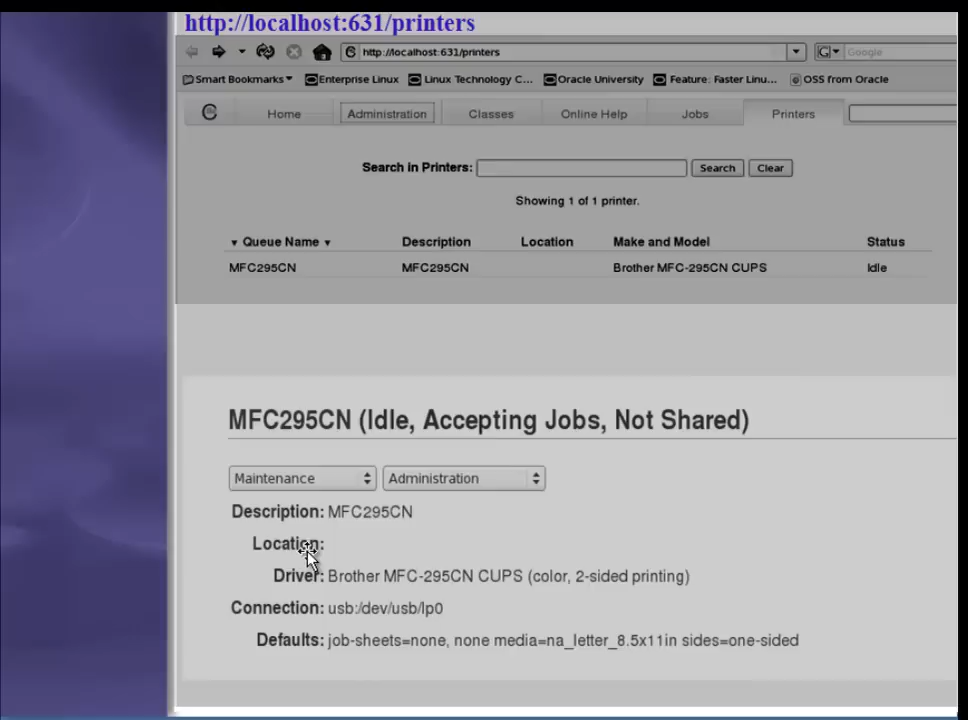 http://localhost:631/printers
http://localhost:631/printers
Google
Smart Bookmarks Enterprise Linux Linux Technology C... Oracle University Feature: Faster Linu... OSS from Oracle
Home Administration Classes Online Help Jobs Printers
Search in Printers: Search Clear
Showing 1 of 1 printer.
▼ Queue Name ▼ Description Location Make and Model Status
MFC295CN MFC295CN Brother MFC-295CN CUPS Idle
MFC295CN (Idle, Accepting Jobs, Not Shared)
Maintenance Administration
Description: MFC295CN
Location:
Driver: Brother MFC-295CN CUPS (color, 2-sided printing)
Connection: usb:/dev/usb/lp0
Defaults: job-sheets=none, none media=na_letter_8.5x11in sides=one-sided